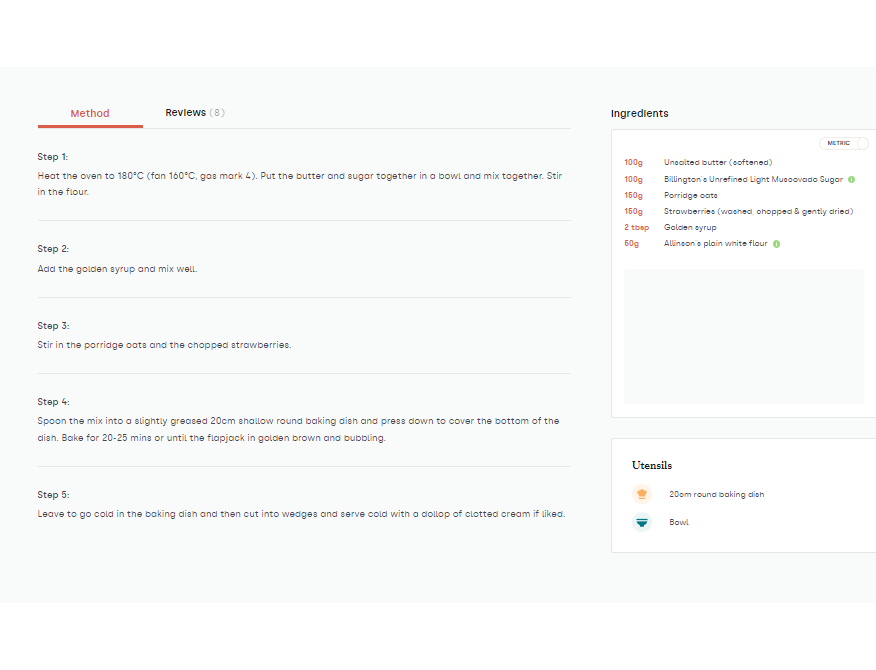 Method
Reviews (8)
Step 1:
Heat the oven to 180°C (fan 160°C, gas mark 4). Put the butter and sugar together in a bowl and mix together. Stir
in the flour.
Step 2:
Add the golden syrup and mix well.
Step 3:
Stir in the porridge oats and the chopped strawberries.
Step 4:
Spoon the mix into a slightly greased 20cm shallow round baking dish and press down to cover the bottom of the
dish. Bake for 20-25 mins or until the flapjack in golden brown and bubbling.
Step 5:
Leave to go cold in the baking dish and then cut into wedges and serve cold with a dollop of clotted cream if liked.
Ingredients
METRIC
100g Unsalted butter (softened)
100g Billington's Unrefined Light Muscovado Sugar
150g Porridge oats
150g Strawberries (washed, chopped & gently dried)
2 tbsp Golden syrup
50g Allinson's plain white flour
Utensils
20cm round baking dish
Bowl